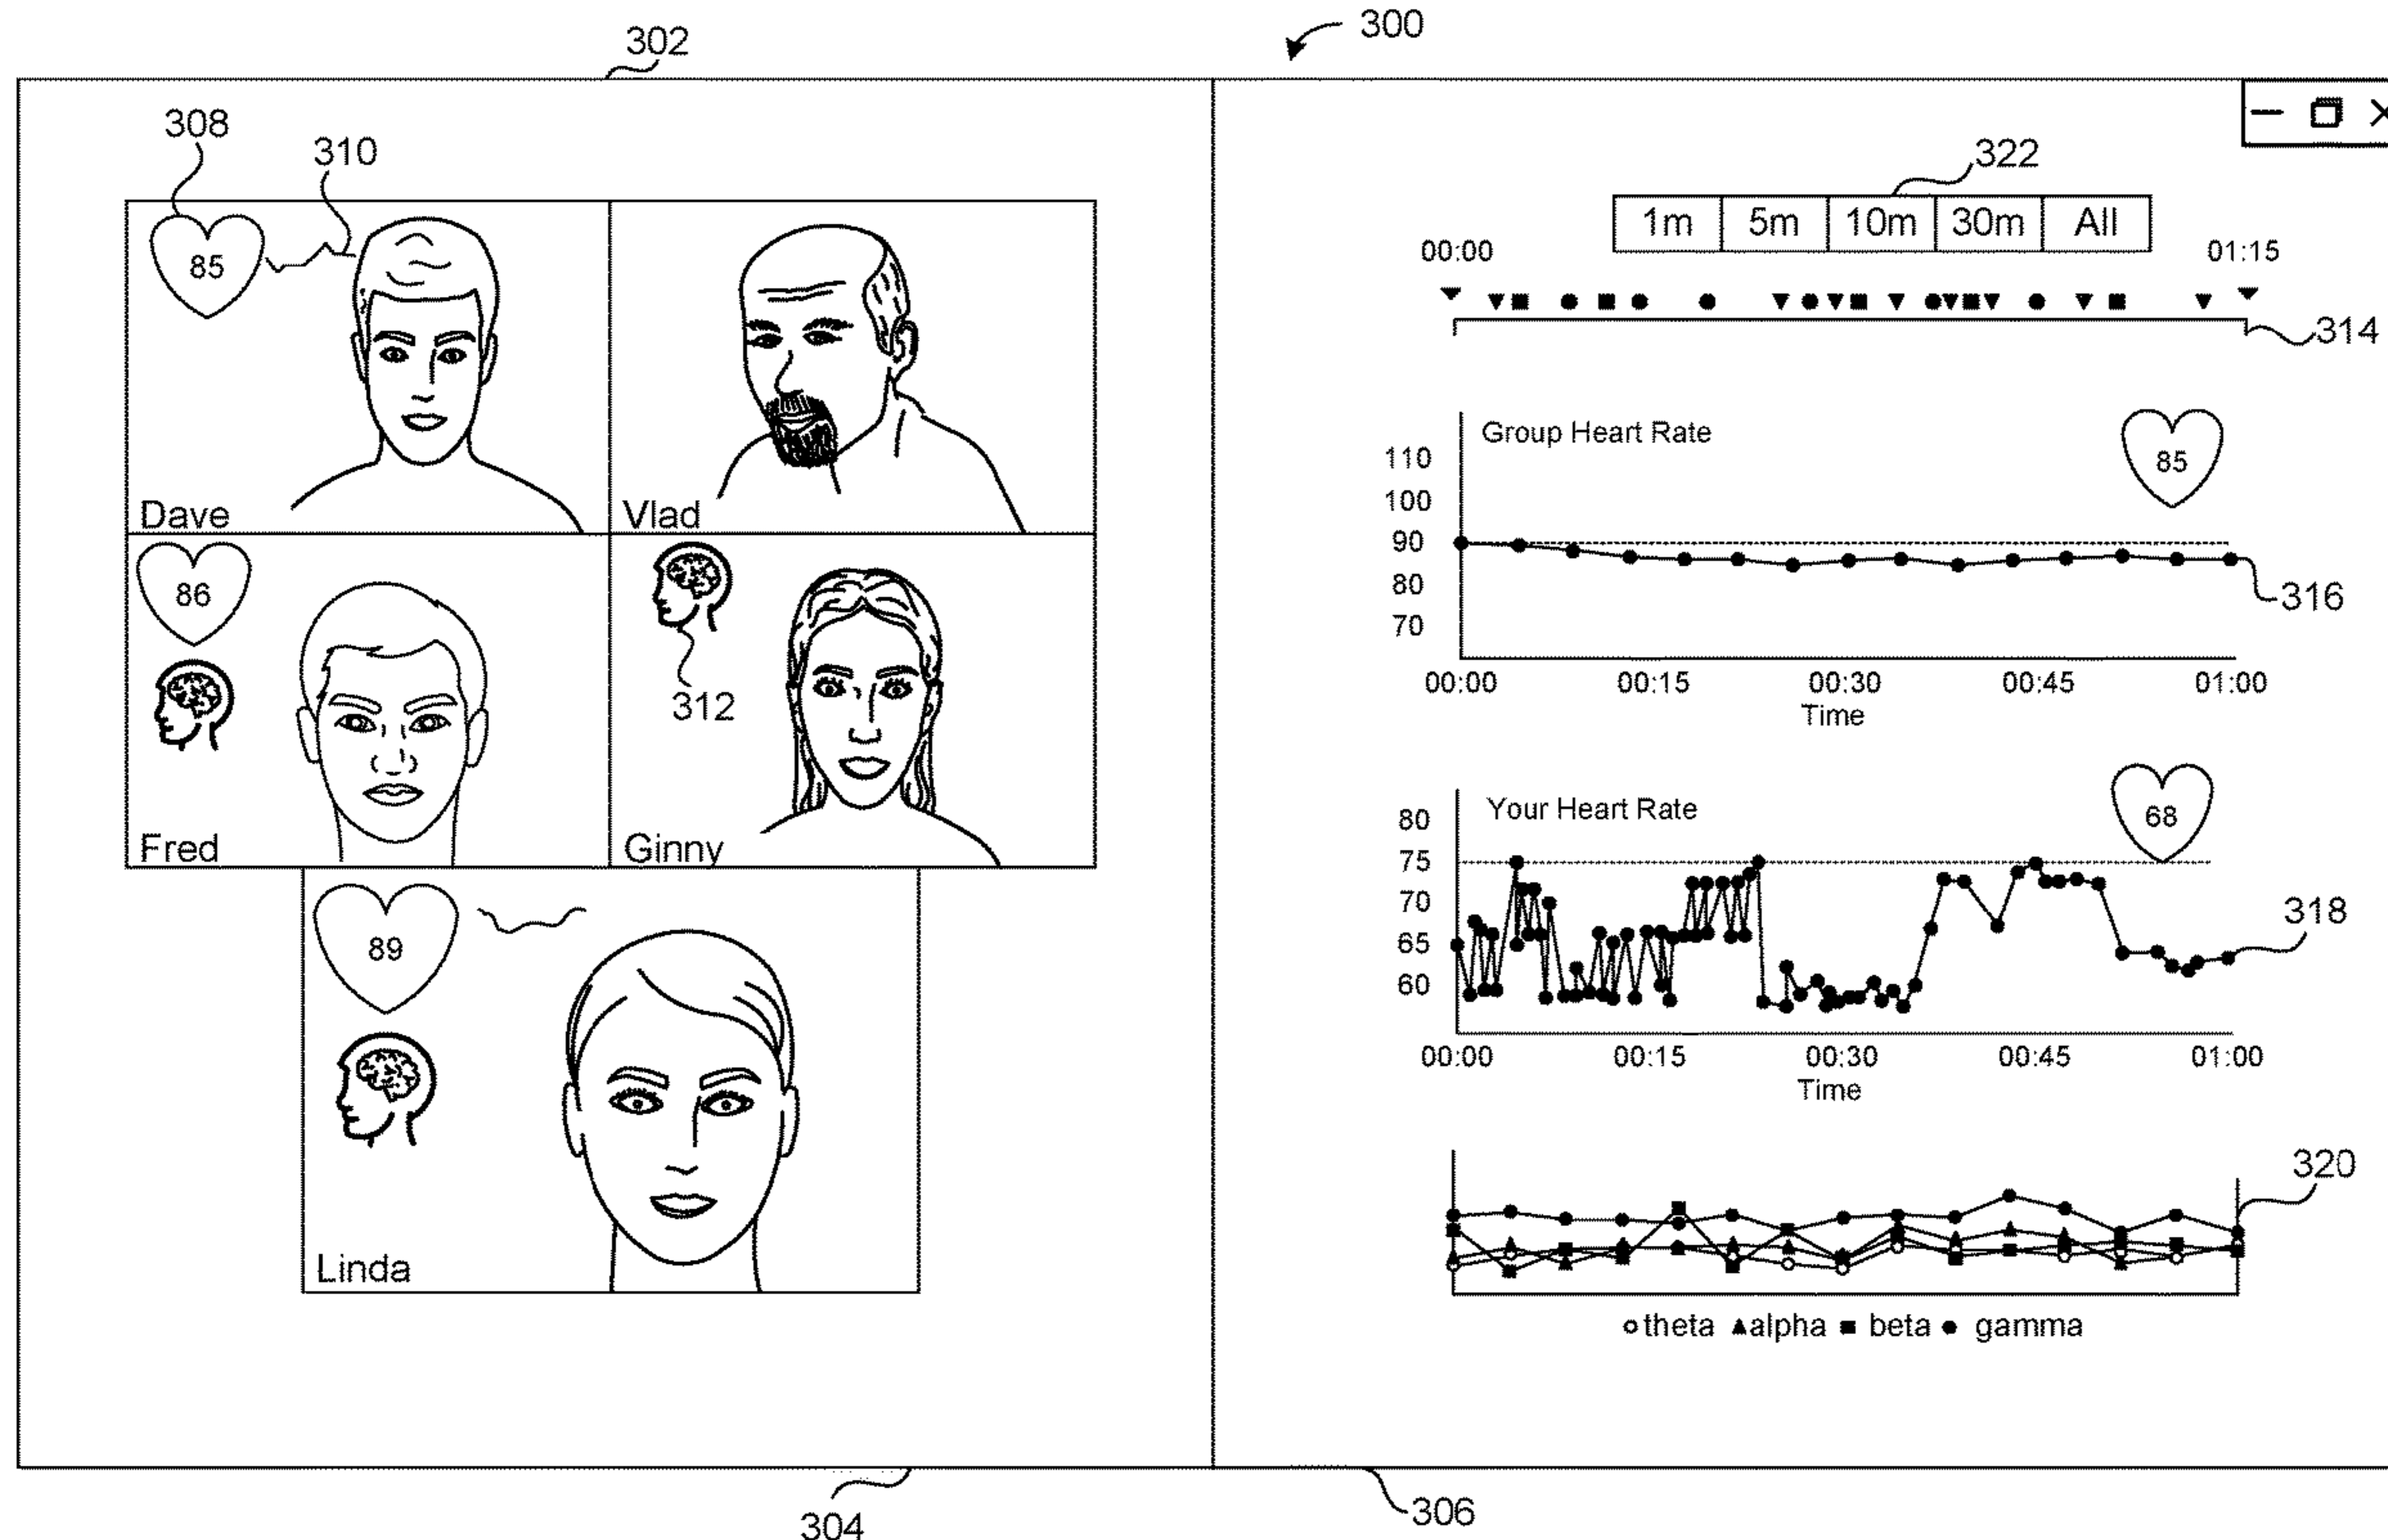 300
302
308
310
85
Dave
Vlad
86
312
Fred
Ginny
89
Linda
304
322
1m 5m 10m 30m All
00:00 01:15
314
Group Heart Rate
85
110
100
90
80
70
316
00:00 00:15 00:30 00:45 01:00
Time
Your Heart Rate
68
80
75
70
65
60
318
00:00 00:15 00:30 00:45 01:00
Time
320
theta alpha beta gamma
306